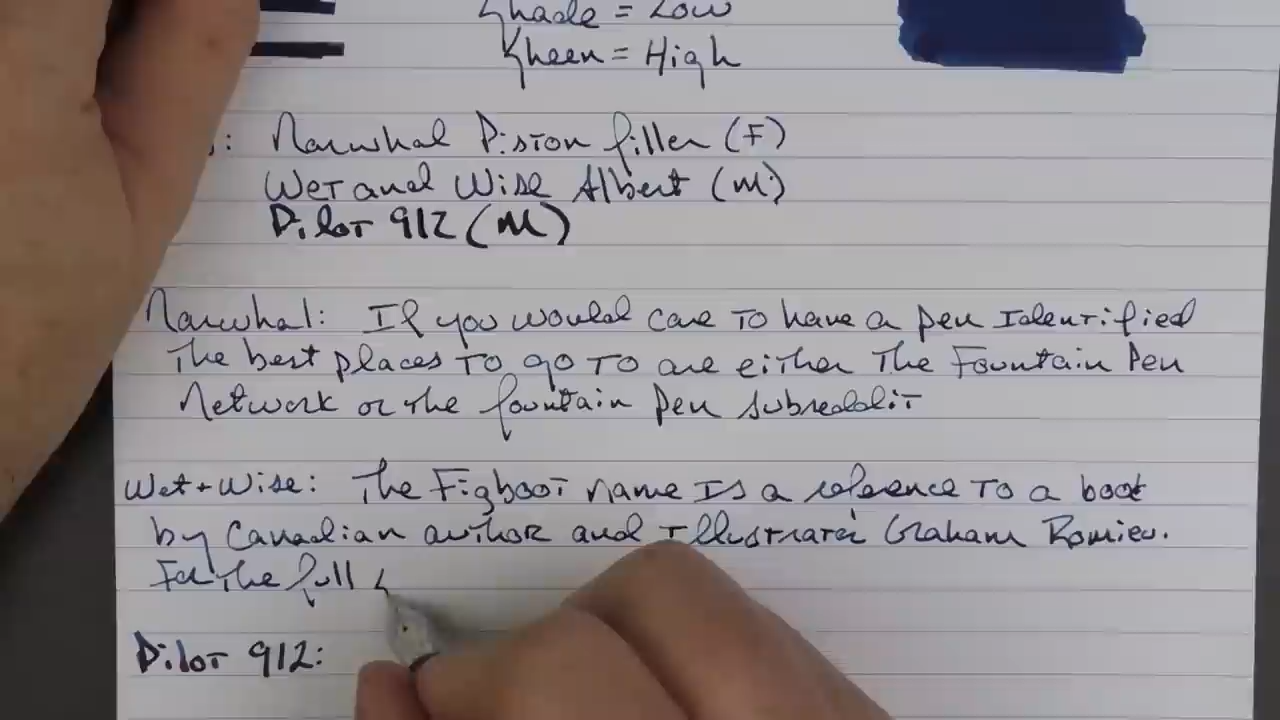 Shade = Low
Sheen = High
: Narwhal Piston filler (F)
Wet and Wise Albert (M)
Pilot 912 (M)
Narwhal: If you would care to have a pen identified
the best places to go to are either the Fountain Pen
Network or the fountain pen subreddit
Wet + Wise: The Figboot name is a reference to a book
by Canadian author and illustrator Graham Romieu.
For the full
Pilot 912: